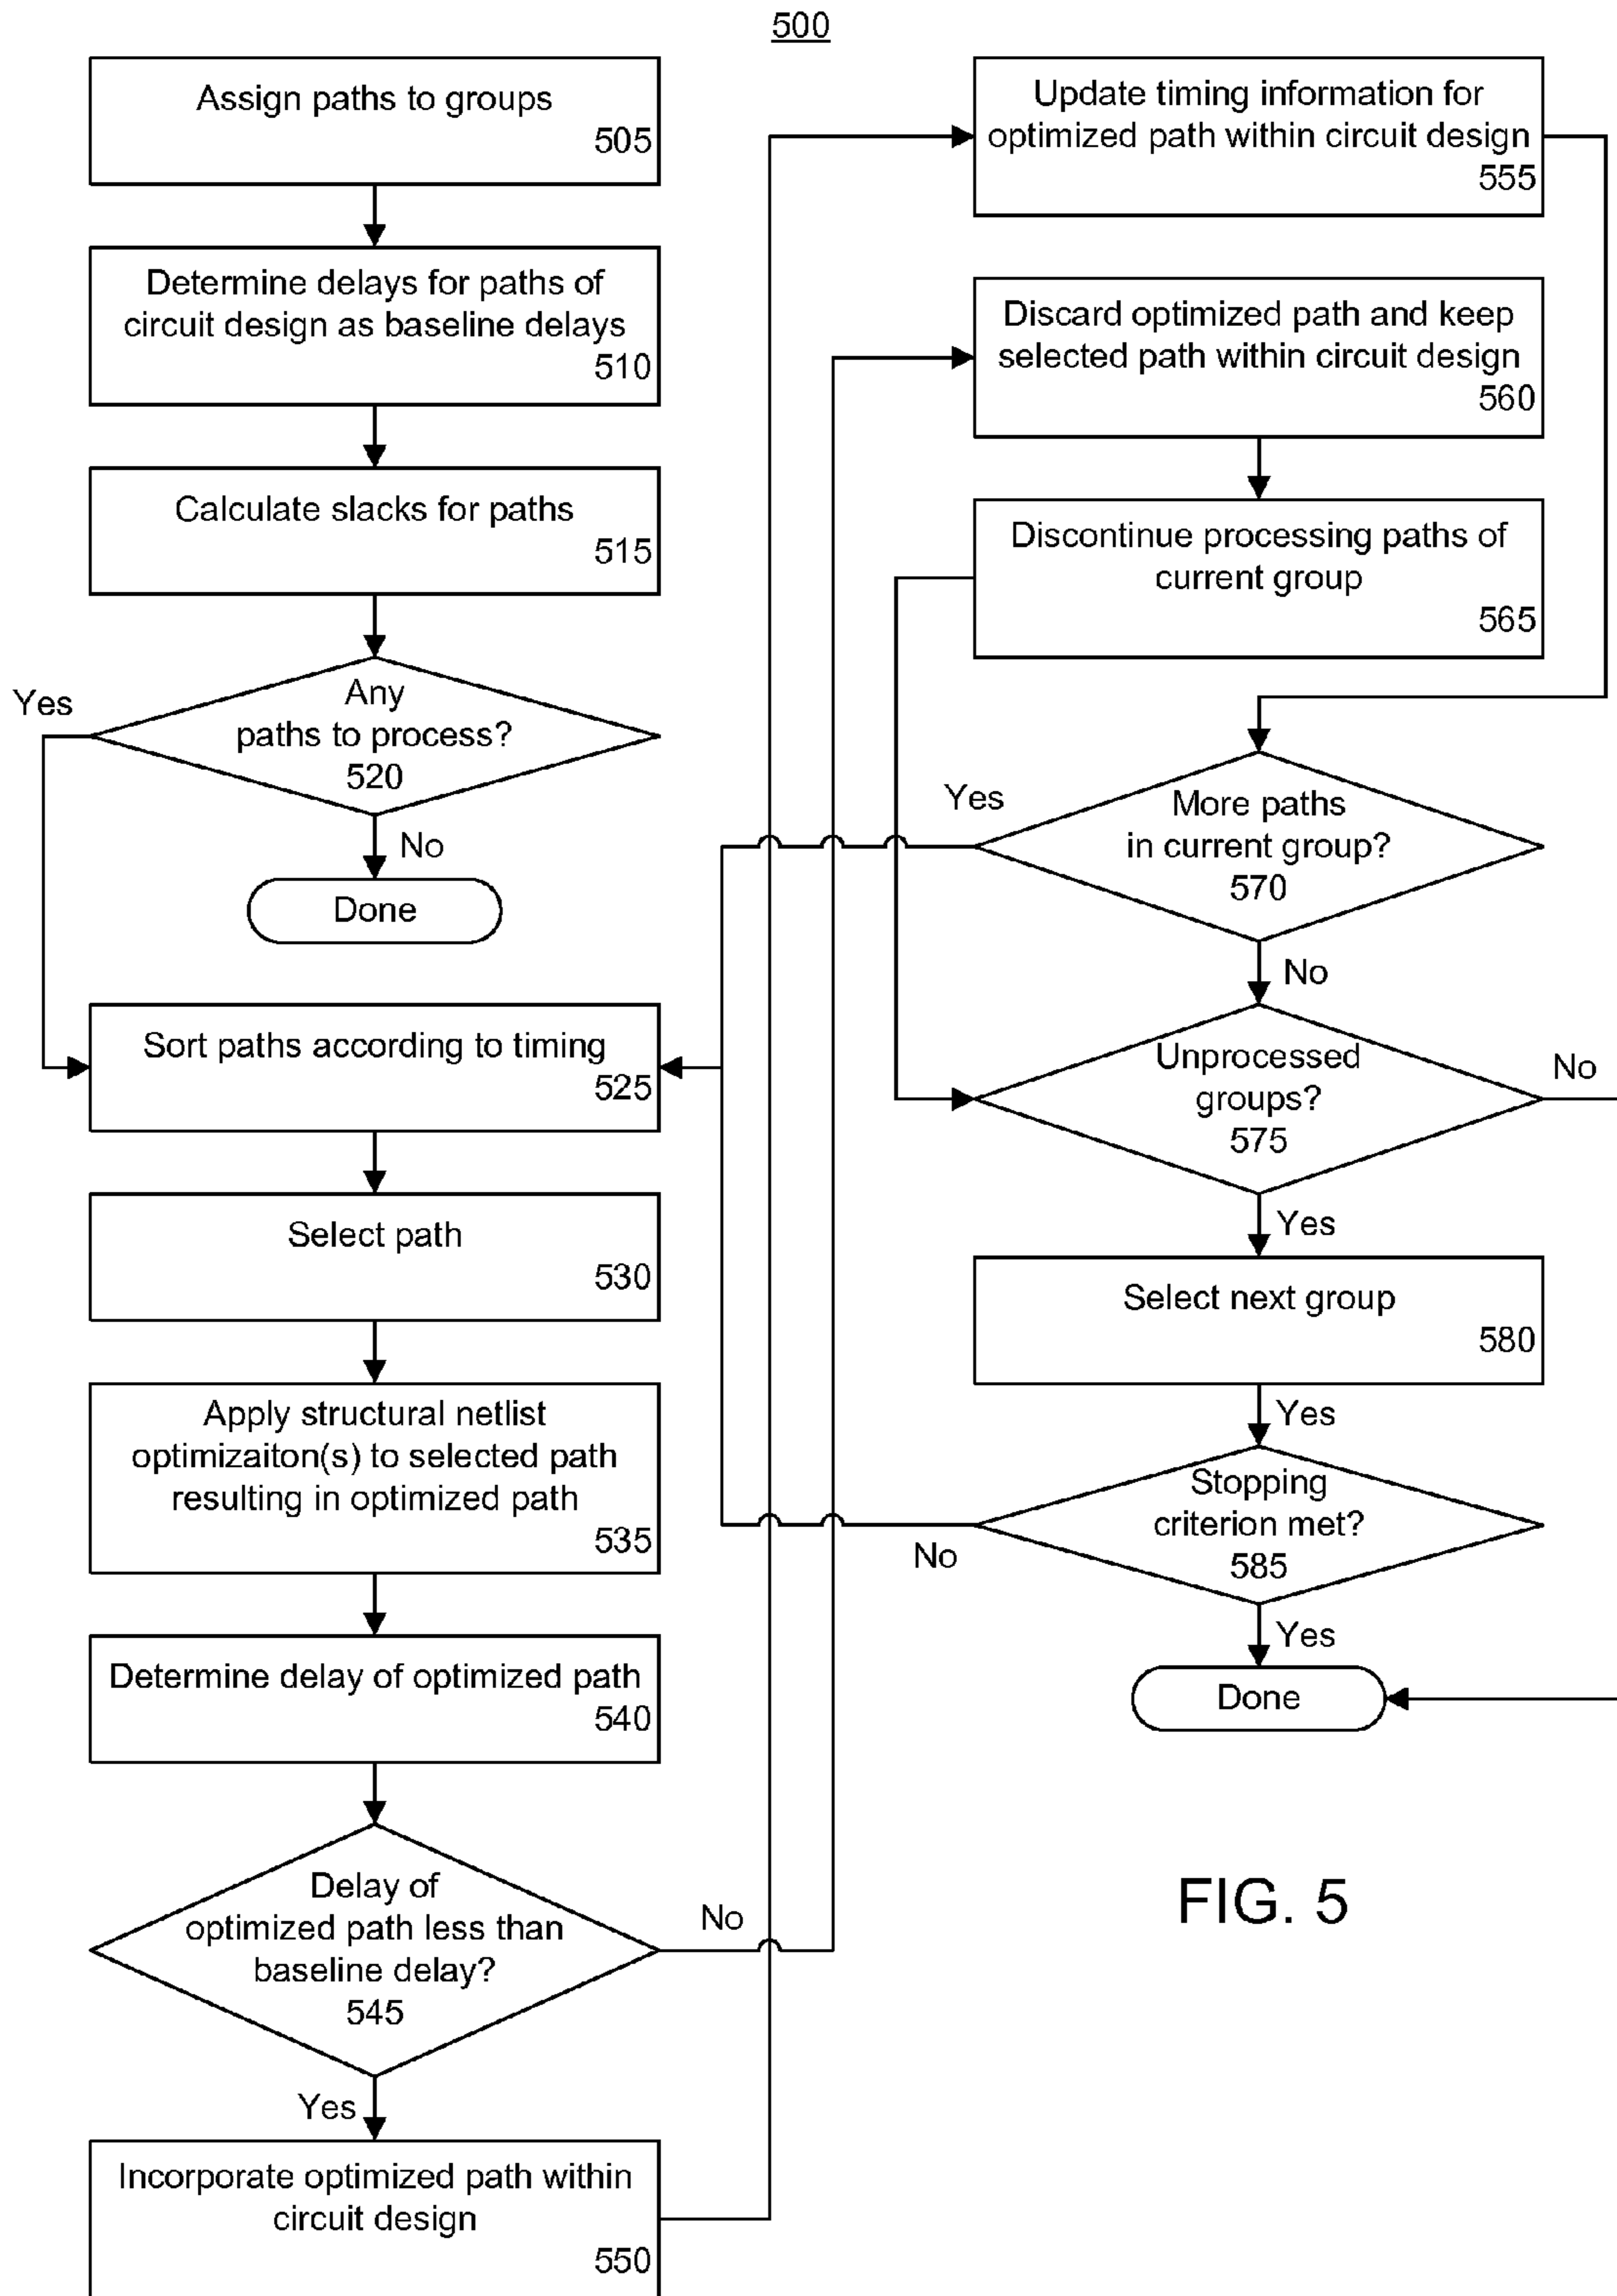 500
Assign paths to groups
505
Determine delays for paths of
circuit design as baseline delays
510
Calculate slacks for paths
515
Any
paths to process?
520
Yes
No
Done
Sort paths according to timing
525
Select path
530
Apply structural netlist
optimizaiton(s) to selected path
resulting in optimized path
535
Determine delay of optimized path
540
Delay of
optimized path less than
baseline delay?
545
No
Yes
Incorporate optimized path within
circuit design
550
Update timing information for
optimized path within circuit design
555
Discard optimized path and keep
selected path within circuit design
560
Discontinue processing paths of
current group
565
More paths
in current group?
570
Yes
No
Unprocessed
groups?
575
No
Yes
Select next group
580
Yes
Stopping
criterion met?
585
No
Yes
Done
FIG. 5